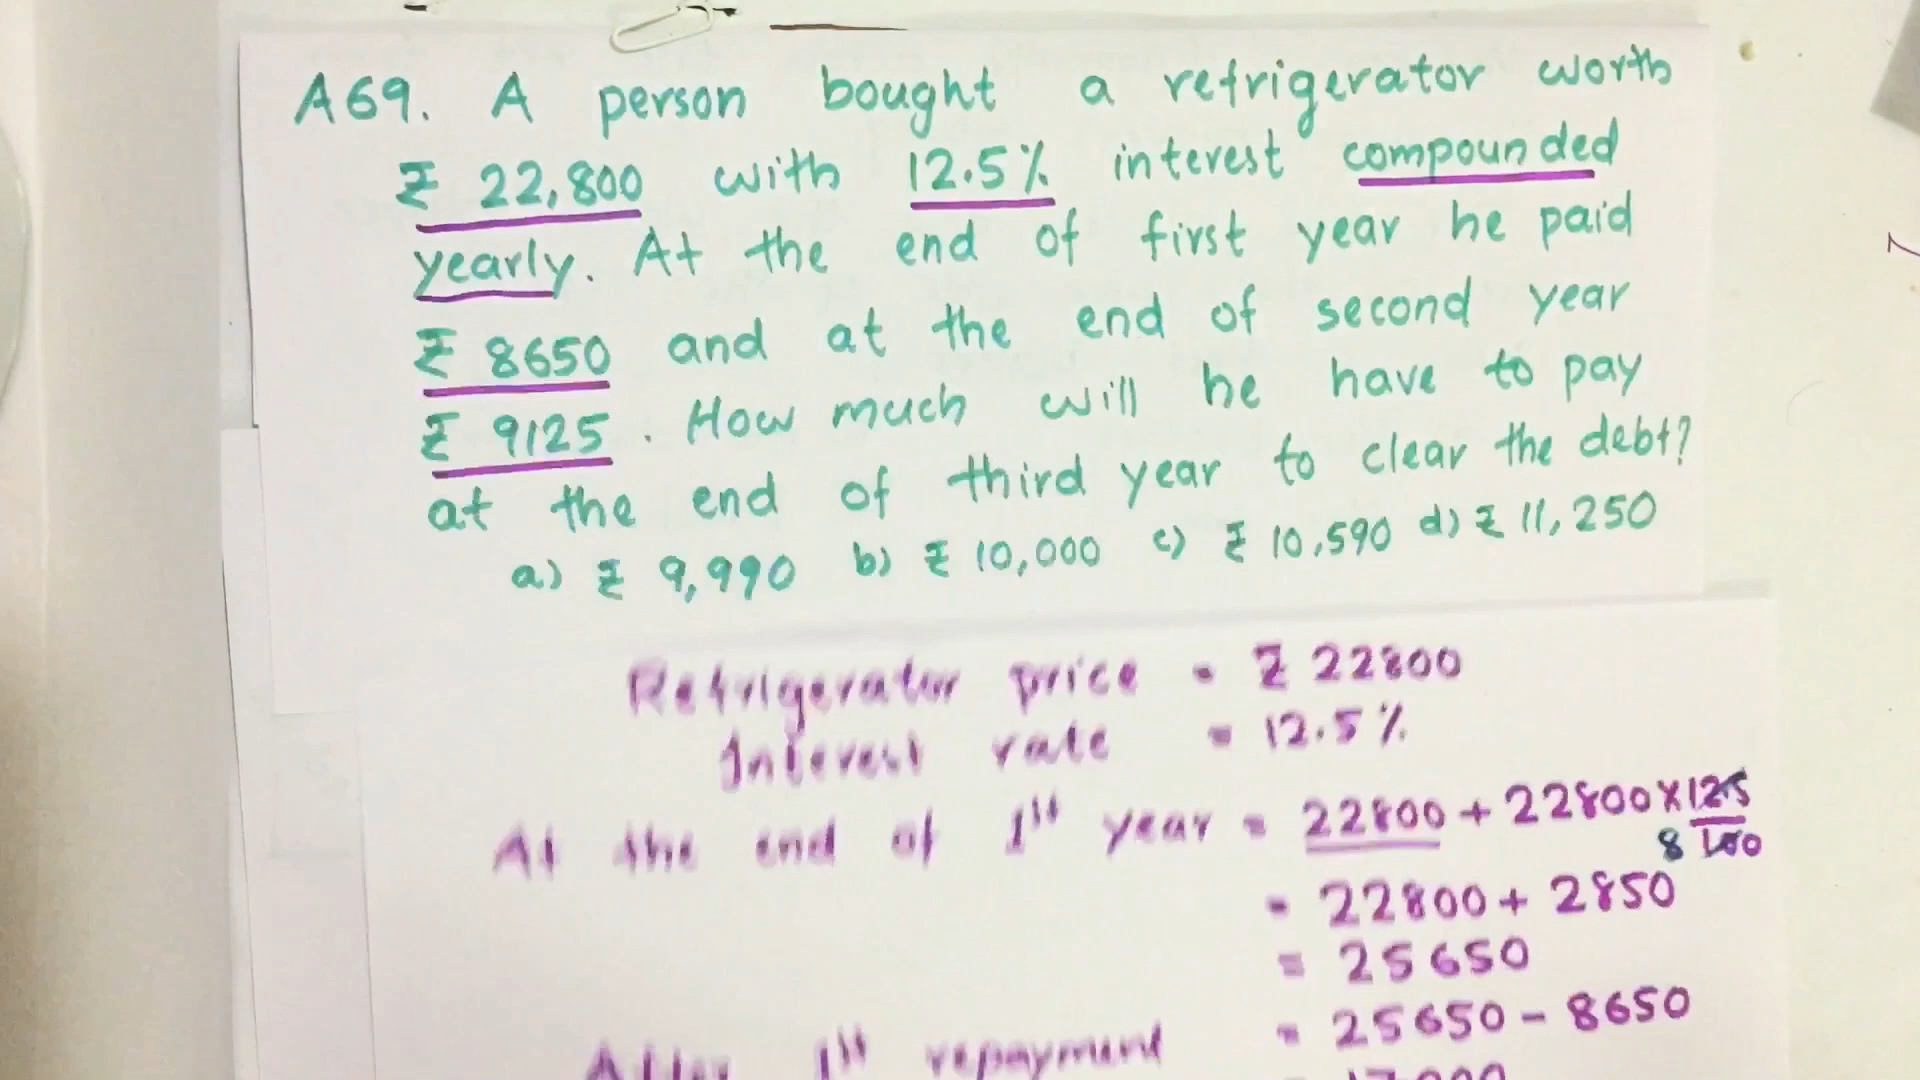 A69. A person bought a refrigerator worth
₹ 22,800 with 12.5% interest compounded
yearly. At the end of first year he paid
₹ 8650 and at the end of second year
₹ 9125. How much will he have to pay
at the end of third year to clear the debt?
a) ₹ 9,990 b) ₹ 10,000 c) ₹ 10,590 d) ₹ 11,250
Refrigerator price = ₹ 22800
Interest rate = 12.5%
At the end of 1st year = 22800 + 22800 X 125
8 100
= 22800 + 2850
= 25650
After 1st repayment = 25650 - 8650